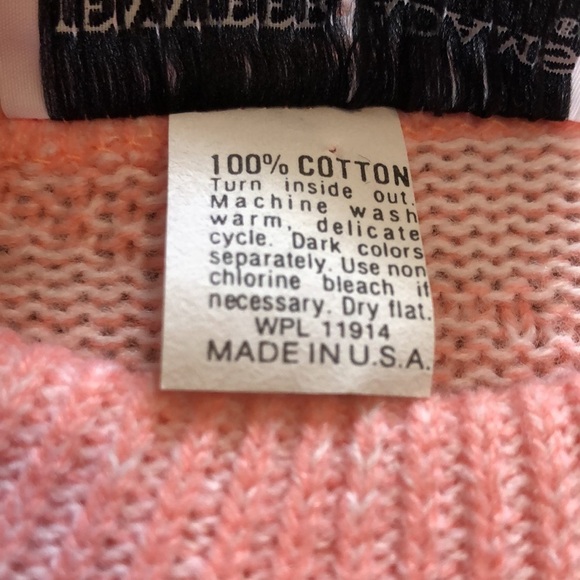 100% COTTON
Turn inside out.
Machine wash
warm, delicate
cycle. Dark colors
separately. Use non
chlorine bleach if
necessary. Dry flat.
WPL 11914
MADE IN U.S.A.